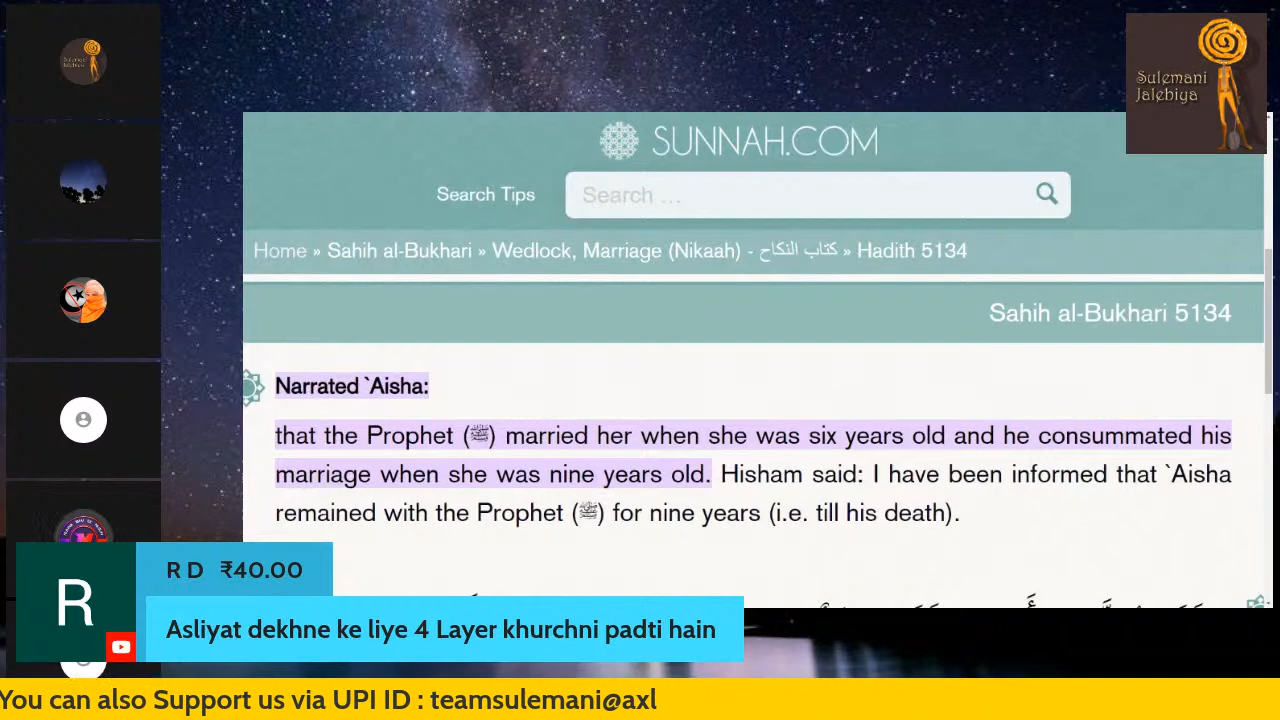 Sulemani
Jalebiya
SUNNAH.COM
Search Tips
Search ...
Home » Sahih al-Bukhari » Wedlock, Marriage (Nikaah) - كتاب النكاح » Hadith 5134
Sahih al-Bukhari 5134
Narrated `Aisha:
that the Prophet (ﷺ) married her when she was six years old and he consummated his
marriage when she was nine years old. Hisham said: I have been informed that `Aisha
remained with the Prophet (ﷺ) for nine years (i.e. till his death).
R
R D ₹40.00
Asliyat dekhne ke liye 4 Layer khurchni padti hain
You can also Support us via UPI ID : teamsulemani@axl